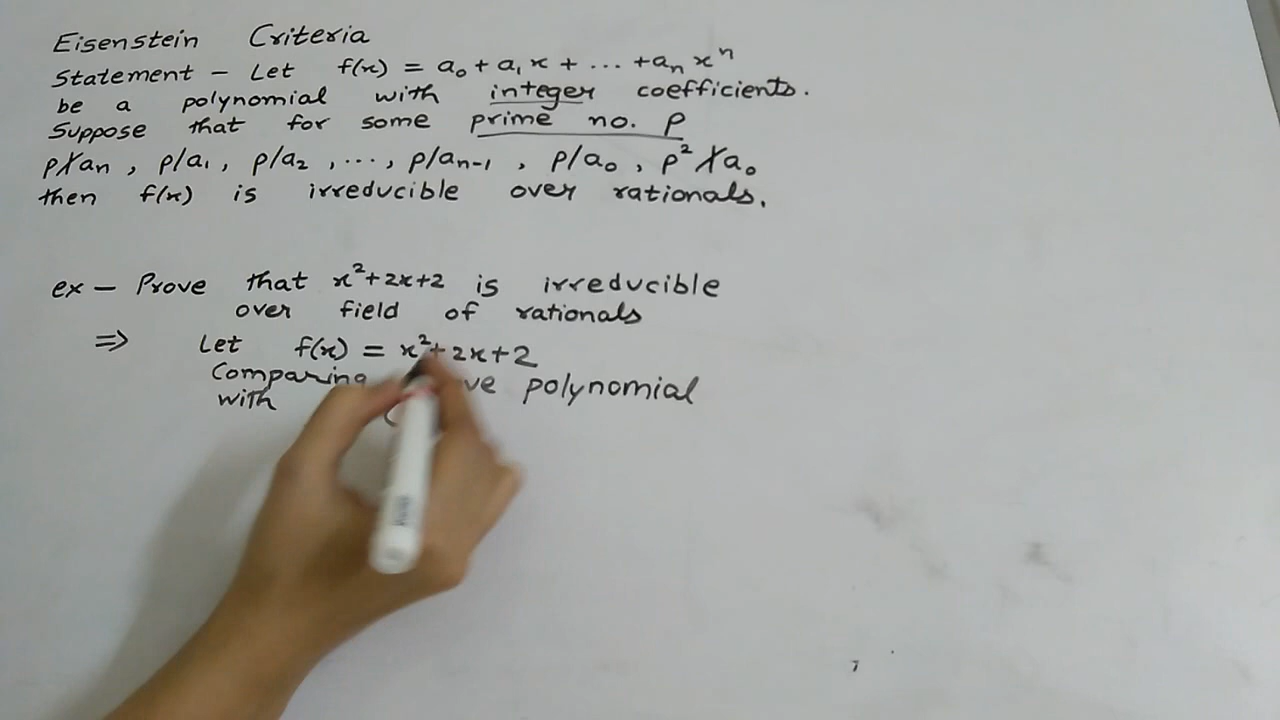 Eisenstein Criteria
Statement – Let f(x) = a₀ + a₁x + ... + aₙxⁿ
be a polynomial with integer coefficients.
Suppose that for some prime no. p
p∤aₙ, p/a₁, p/a₂, ..., p/aₙ₋₁, p/a₀, p²∤a₀
then f(x) is irreducible over rationals.
ex – Prove that x²+2x+2 is irreducible
over field of rationals
⇒ Let f(x) = x²+2x+2
Comparing polynomial
with